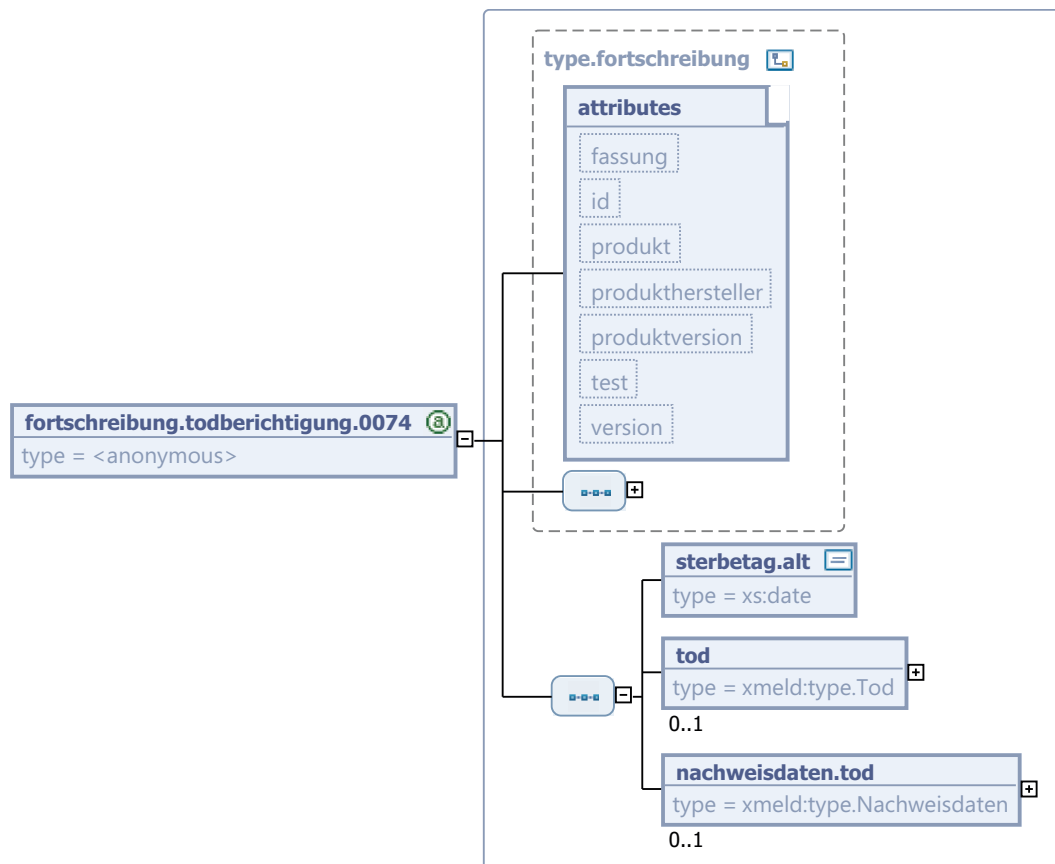 type.fortschreibung
attributes
fassung
id
produkt
produkthersteller
produktversion
test
version
fortschreibung.todberichtigung.0074 a
type = <anonymous>
sterbetag.alt
type = xs:date
tod
type = xmeld:type.Tod
0..1
nachweisdaten.tod
type = xmeld:type.Nachweisdaten
0..1